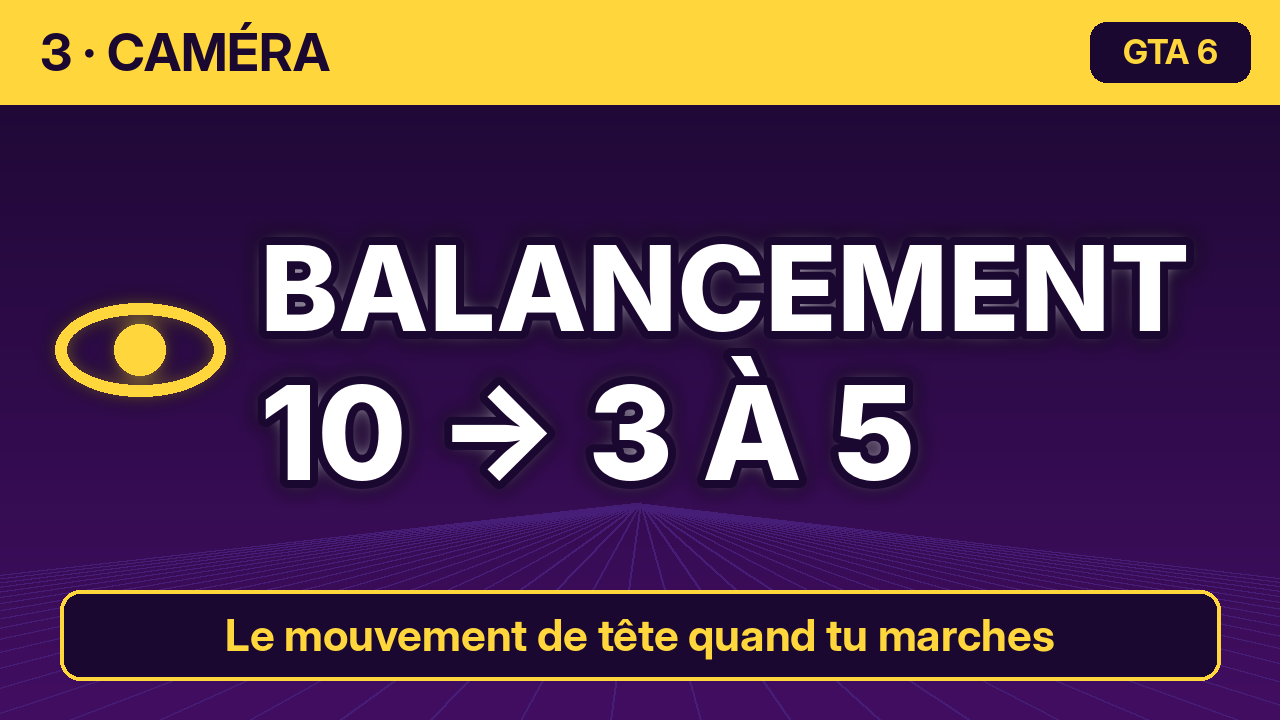 3 · CAMÉRA
GTA 6
BALANCEMENT
10 → 3 À 5
Le mouvement de tête quand tu marches